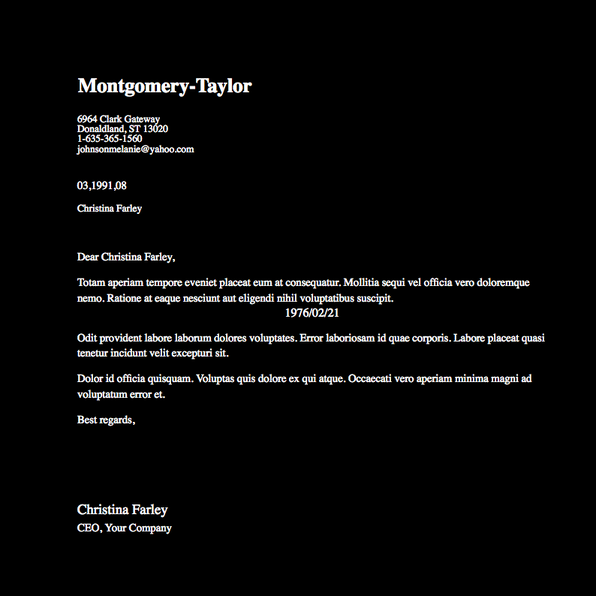 Montgomery-Taylor
6964 Clark Gateway
Donaldland, ST 13020
1-635-365-1560
johnsonmelanie@yahoo.com
03,1991,08
Christina Farley
Dear Christina Farley,
Totam aperiam tempore eveniet placeat eum at consequatur. Mollitia sequi vel officia vero doloremque
nemo. Ratione at eaque nesciunt aut eligendi nihil voluptatibus suscipit.
1976/02/21
Odit provident labore laborum dolores voluptates. Error laboriosam id quae corporis. Labore placeat quasi
tenetur incidunt velit excepturi sit.
Dolor id officia quisquam. Voluptas quis dolore ex qui atque. Occaecati vero aperiam minima magni ad
voluptatum error et.
Best regards,
Christina Farley
CEO, Your Company